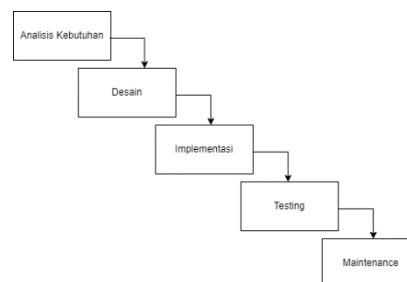 Analisis Kebutuhan
Desain
Implementasi
Testing
Maintenance